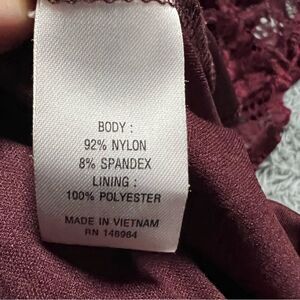 BODY :
92% NYLON
8% SPANDEX
LINING :
100% POLYESTER
MADE IN VIETNAM
RN 148984